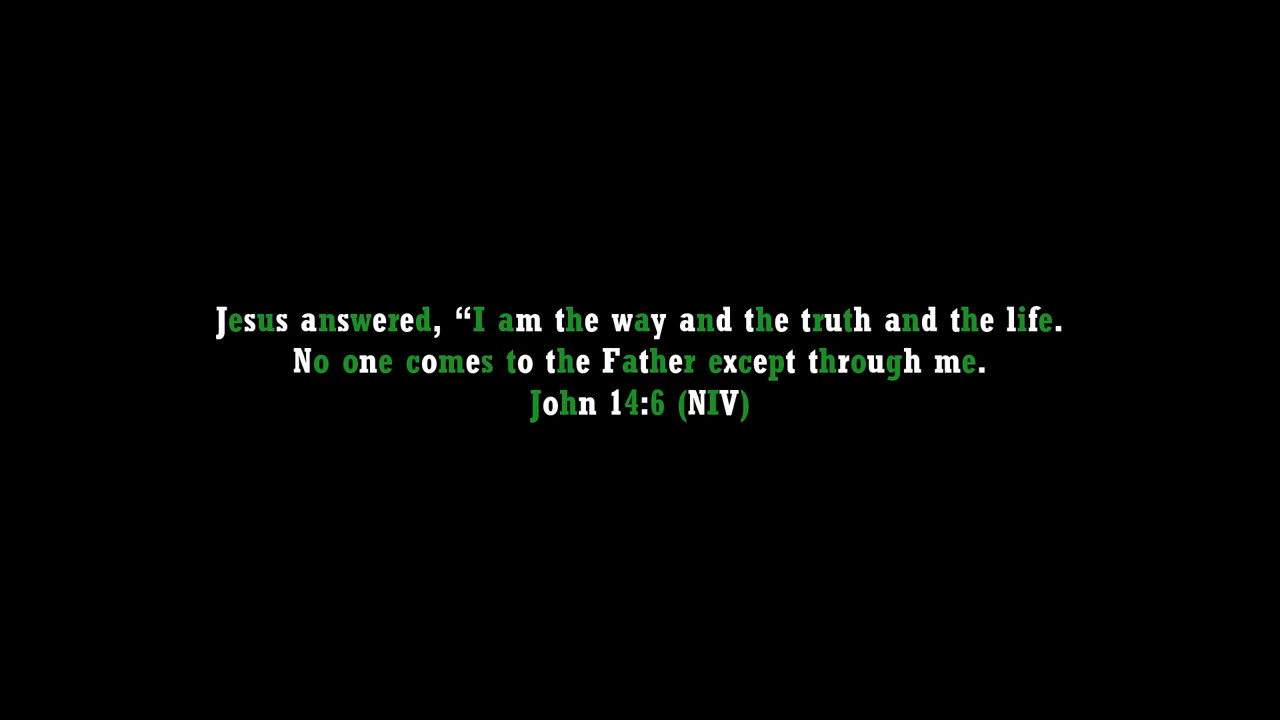 Jesus answered, “I am the way and the truth and the life.
No one comes to the Father except through me.
John 14:6 (NIV)